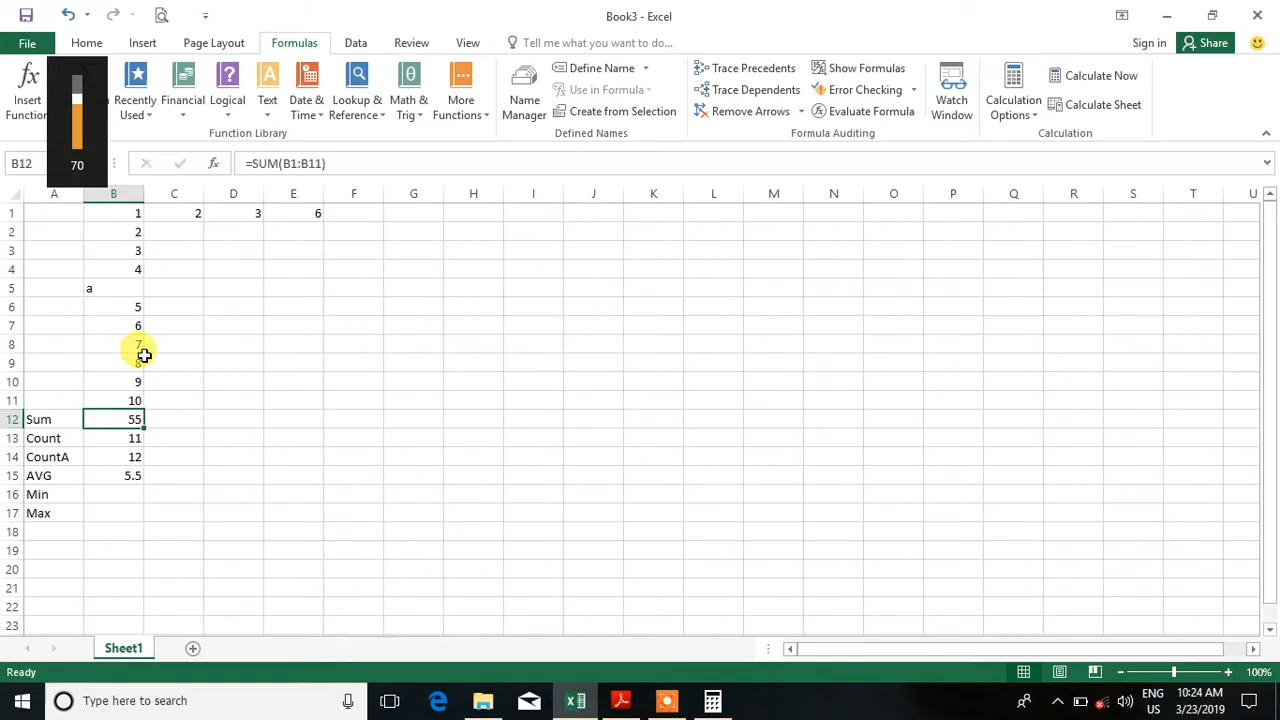 Book3 - Excel
Sign in
Share
File
Home
Insert
Page Layout
Formulas
Data
Review
View
Tell me what you want to do...
Insert
Function
Recently
Used
Financial
Logical
Text
Date &
Time
Lookup &
Reference
Math &
Trig
More
Functions
Function Library
Name
Manager
Define Name
Use in Formula
Create from Selection
Defined Names
Trace Precedents
Trace Dependents
Remove Arrows
Show Formulas
Error Checking
Evaluate Formula
Formula Auditing
Watch
Window
Calculation
Options
Calculate Now
Calculate Sheet
Calculation
70
B12
fx
=SUM(B1:B11)
A B C D E F G H I J K L M N O P Q R S T U
1 1 2 3 6
2 2
3 3
4 4
5 a
6 5
7 6
8 7
9 8
10 9
11 10
12 Sum 55
13 Count 11
14 CountA 12
15 AVG 5.5
16 Min
17 Max
18
19
20
21
22
23
Sheet1
Ready
100%
Type here to search
ENG
US
10:24 AM
3/23/2019